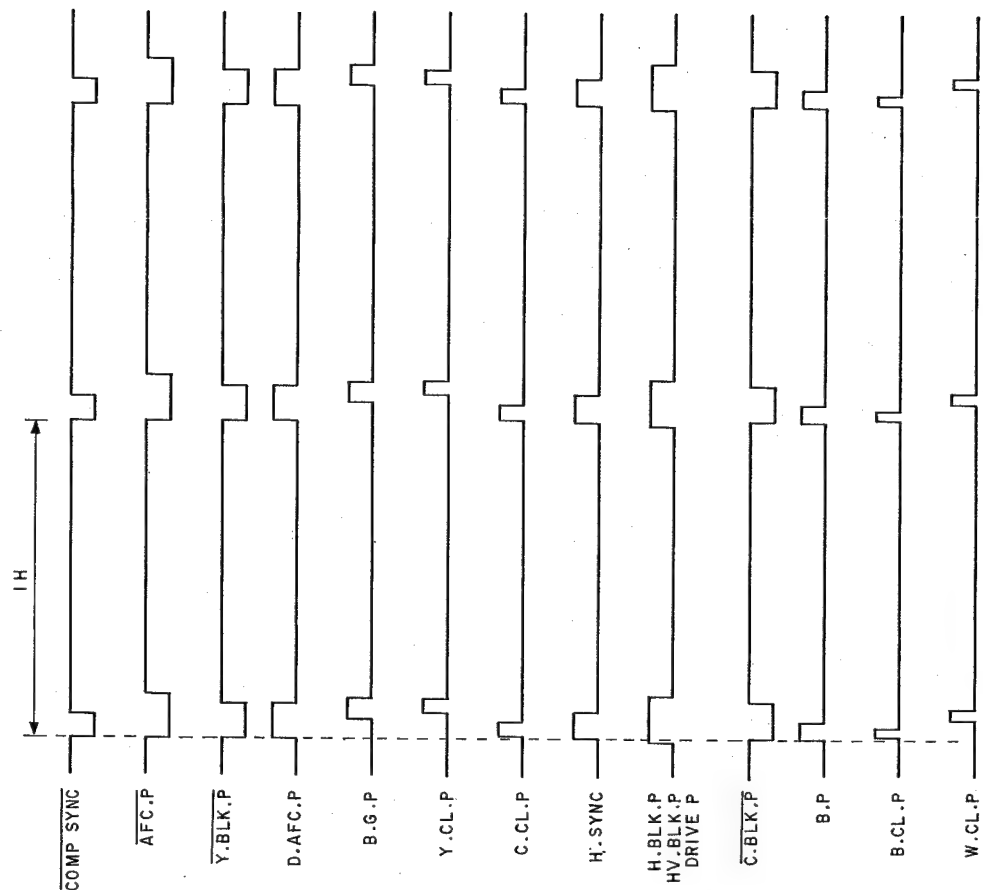 1H
COMP SYNC
AFC.P
Y.BLK.P
D.AFC.P
B.G.P
Y.CL.P
C.CL.P
H.SYNC
H.BLK.P
HV.BLK.P
DRIVE P
C.BLK.P
B.P
B.CL.P
W.CL.P